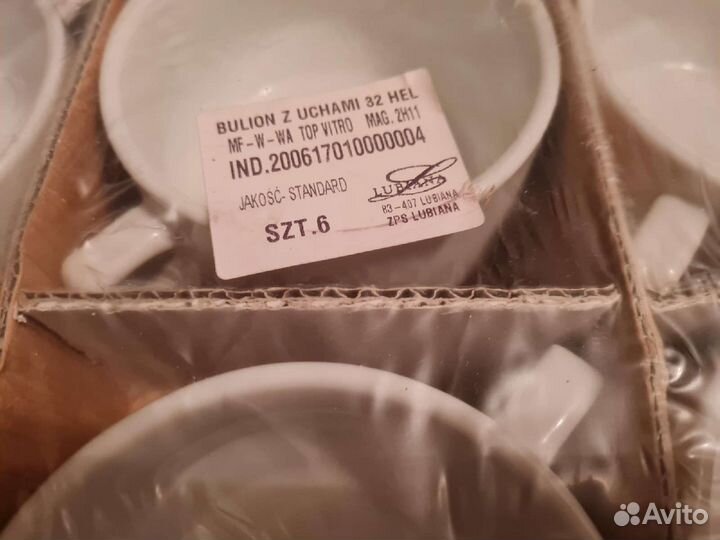 BULION Z UCHAMI 32 HEL
MF-W-WA TOP VITRO MAG. 2H11
IND.200617010000004
JAKOŚĆ- STANDARD
LUBIANA
83-407 LUBIANA
SZT.6
ZPS LUBIANA
Avito